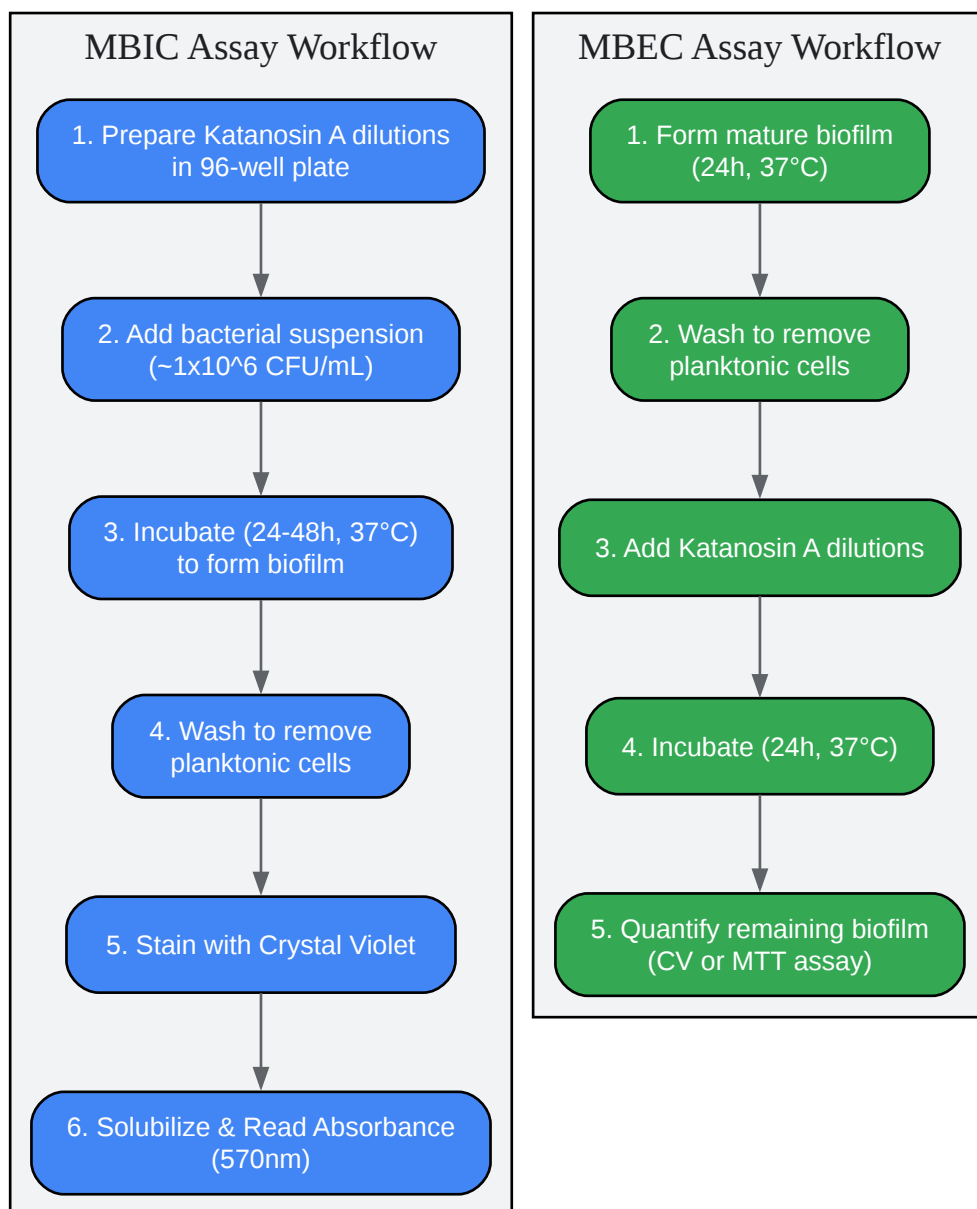 MBIC Assay Workflow
1. Prepare Katanosin A dilutions
in 96-well plate
2. Add bacterial suspension
(~1x10^6 CFU/mL)
3. Incubate (24-48h, 37°C)
to form biofilm
4. Wash to remove
planktonic cells
5. Stain with Crystal Violet
6. Solubilize & Read Absorbance
(570nm)
MBEC Assay Workflow
1. Form mature biofilm
(24h, 37°C)
2. Wash to remove
planktonic cells
3. Add Katanosin A dilutions
4. Incubate (24h, 37°C)
5. Quantify remaining biofilm
(CV or MTT assay)